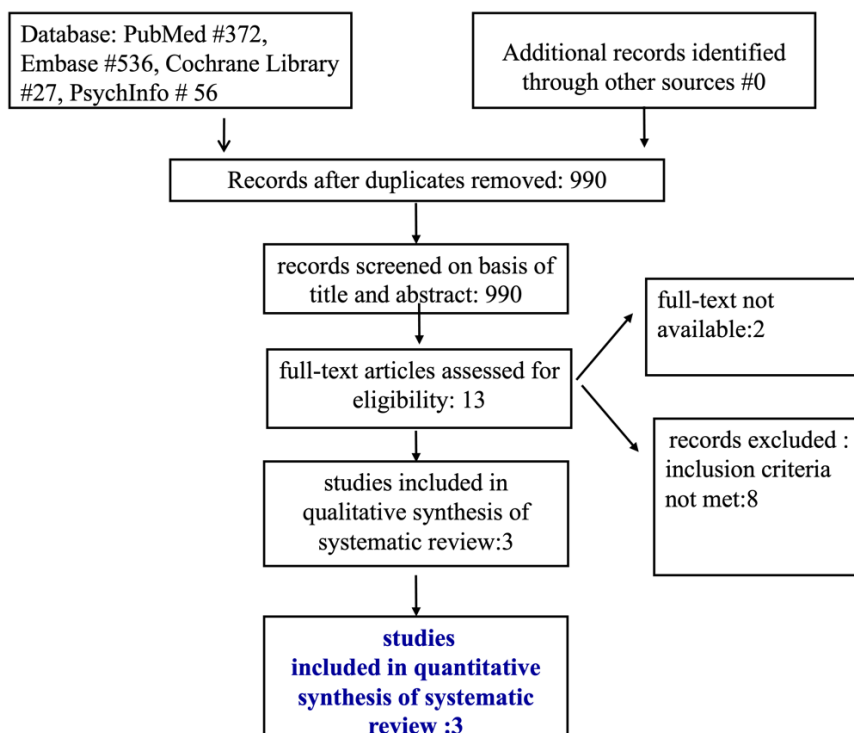 Database: PubMed #372,
Embase #536, Cochrane Library
#27, PsychInfo # 56
Additional records identified
through other sources #0
Records after duplicates removed: 990
records screened on basis of
title and abstract: 990
full-text not
available:2
full-text articles assessed for
eligibility: 13
records excluded :
inclusion criteria
not met:8
studies included in
qualitative synthesis of
systematic review:3
studies
included in quantitative
synthesis of systematic
review :3